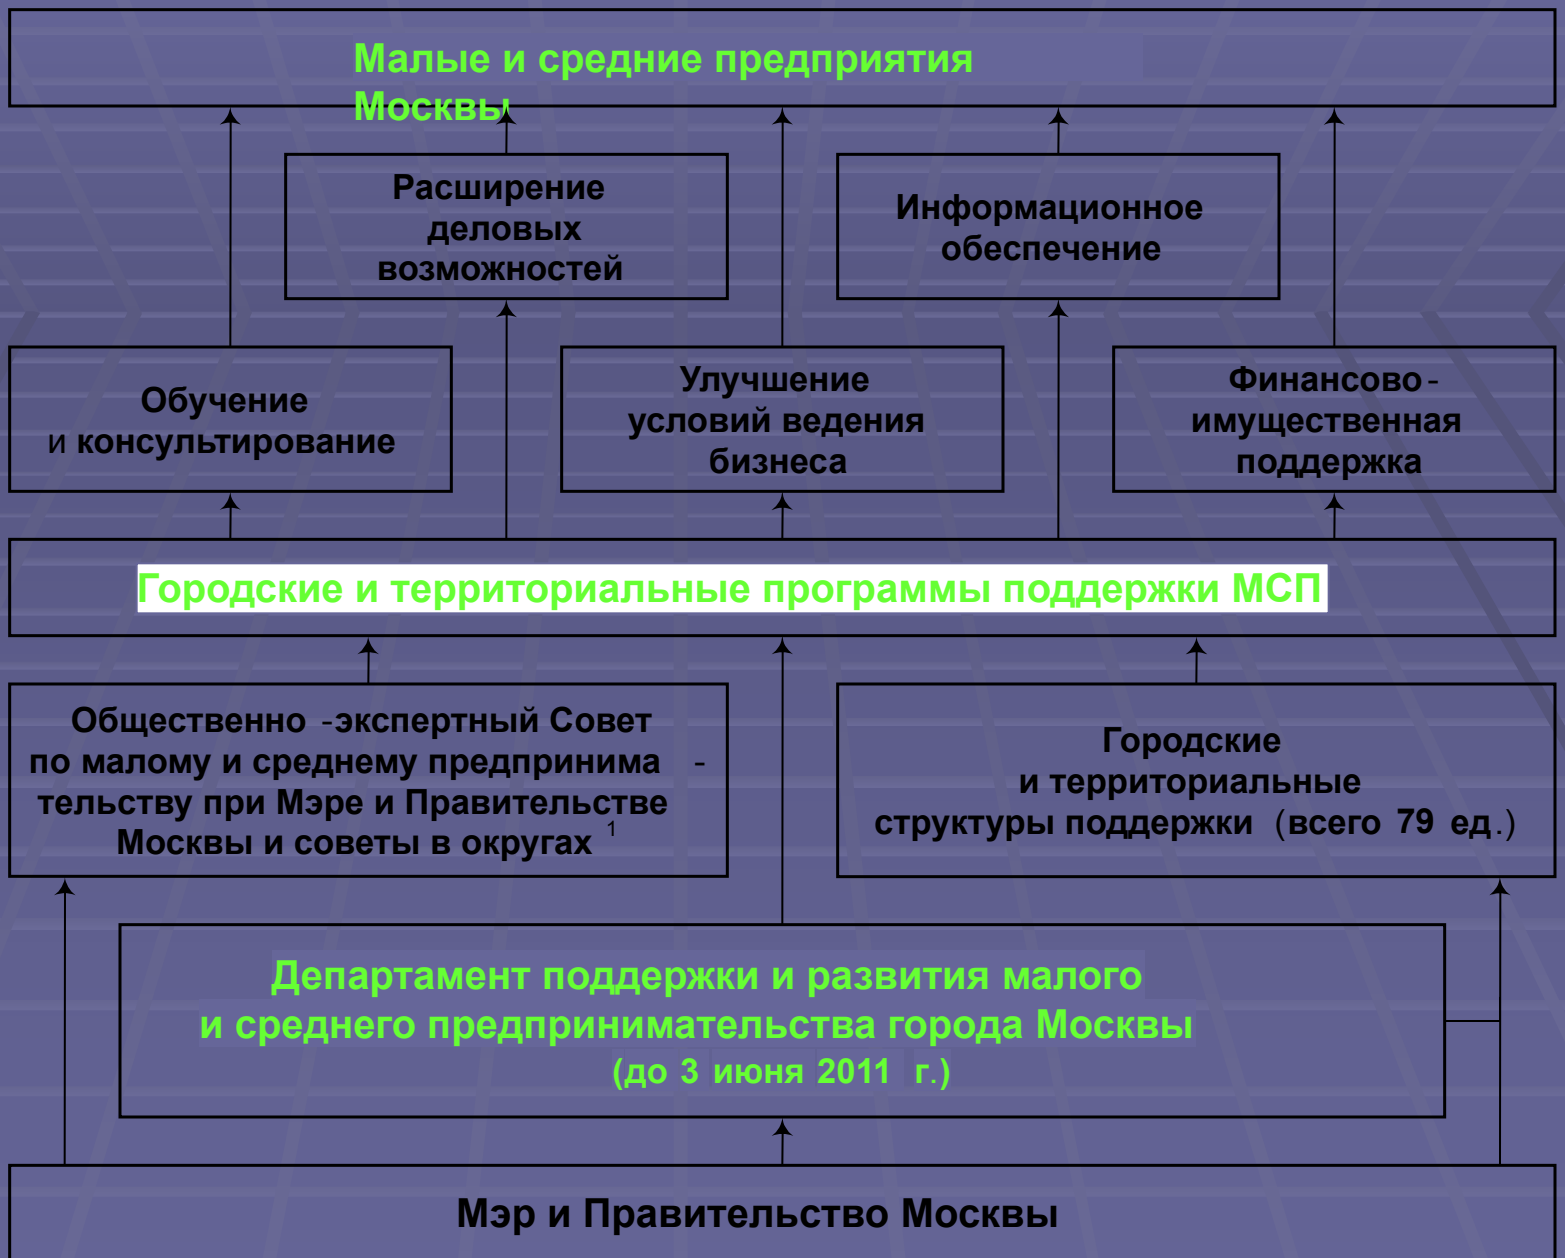 Малые и средние предприятия
Москвы
Расширение
деловых
возможностей
Информационное
обеспечение
Обучение
и консультирование
Улучшение
условий ведения
бизнеса
Финансово-
имущественная
поддержка
Городские и территориальные программы поддержки МСП
Общественно -экспертный Совет
по малому и среднему предпринима -
тельству при Мэре и Правительстве
Москвы и советы в округах 1
Городские
и территориальные
структуры поддержки (всего 79 ед.)
Департамент поддержки и развития малого
и среднего предпринимательства города Москвы
(до 3 июня 2011 г.)
Мэр и Правительство Москвы